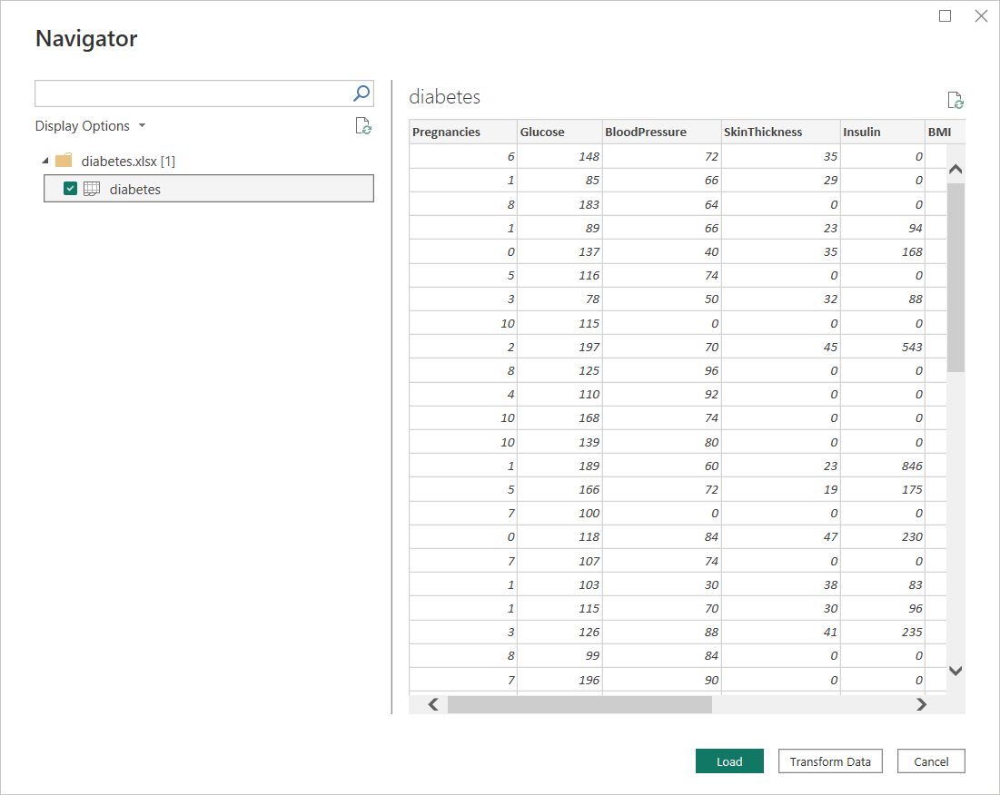 Navigator
Display Options
diabetes.xlsx [1]
diabetes
diabetes
Pregnancies Glucose BloodPressure SkinThickness Insulin BMI
6 148 72 35 0
1 85 66 29 0
8 183 64 0 0
1 89 66 23 94
0 137 40 35 168
5 116 74 0 0
3 78 50 32 88
10 115 0 0 0
2 197 70 45 543
8 125 96 0 0
4 110 92 0 0
10 168 74 0 0
10 139 80 0 0
1 189 60 23 846
5 166 72 19 175
7 100 0 0 0
0 118 84 47 230
7 107 74 0 0
1 103 30 38 83
1 115 70 30 96
3 126 88 41 235
8 99 84 0 0
7 196 90 0 0
Load Transform Data Cancel